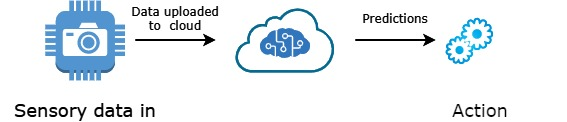 Data uploaded
to cloud
Predictions
Sensory data in
Action